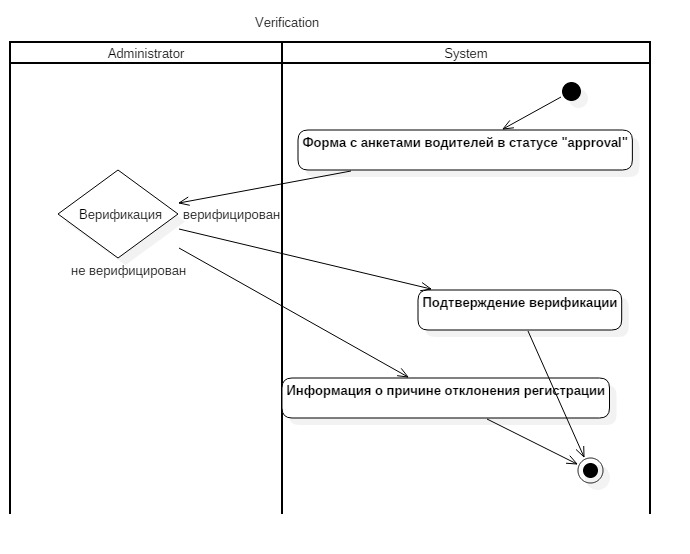 Verification
Administrator
System
Форма с анкетами водителей в статусе "approval"
Верификация
верифицирован
не верифицирован
Подтверждение верификации
Информация о причине отклонения регистрации